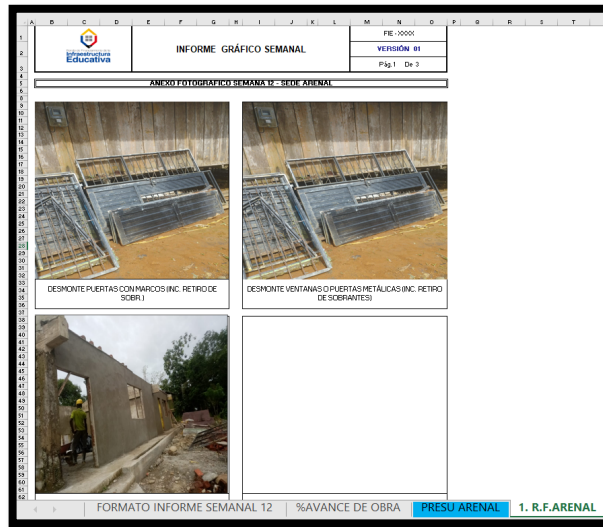 A B C D E F G H I J K L M N O P Q R S T
FIE - XXXX
INFORME GRÁFICO SEMANAL
VERSIÓN 01
Infraestructura
Educativa
Pág. 1 De 3
ANEXO FOTOGRÁFICO SEMANA 12 - SEDE ARENAL
DESMONTE PUERTAS CON MARCOS (INC. RETIRO DE
SOBR.)
DESMONTE VENTANAS O PUERTAS METÁLICAS (INC. RETIRO
DE SOBRANTES)
FORMATO INFORME SEMANAL 12
%AVANCE DE OBRA
PRESU ARENAL
1. R.F.ARENAL